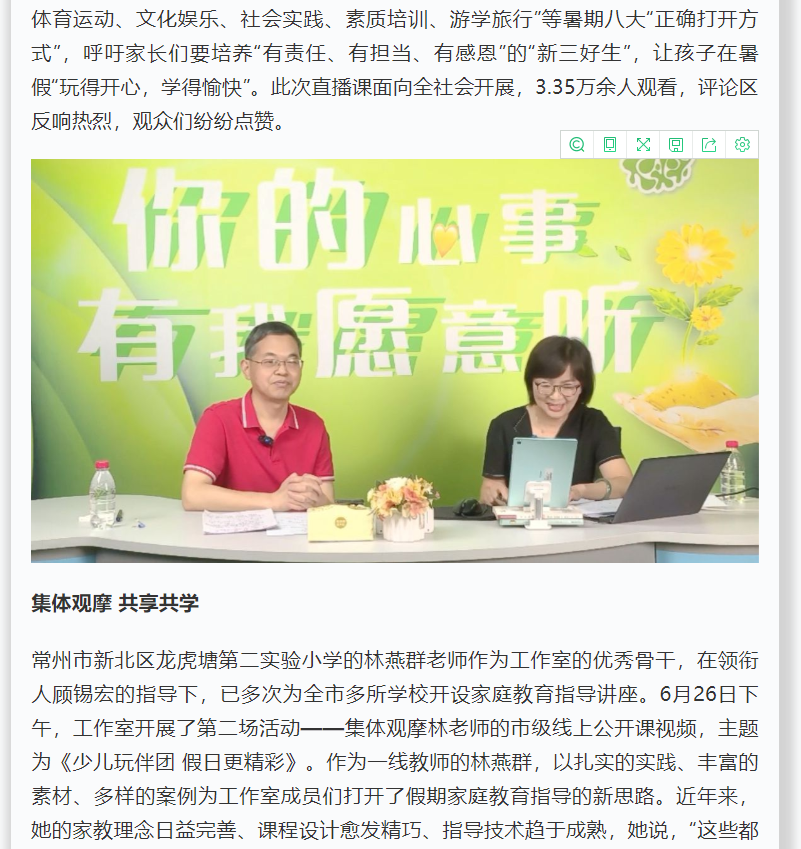 体育运动、文化娱乐、社会实践、素质培训、游学旅行”等暑期八大“正确打开方
式”，呼吁家长们要培养“有责任、有担当、有感恩”的“新三好生”，让孩子在暑
假“玩得开心，学得愉快”。此次直播课面向全社会开展，3.35万余人观看，评论区
反响热烈，观众们纷纷点赞。
你的心事、
有我愿意听
集体观摩 共享共学
常州市新北区龙虎塘第二实验小学的林燕群老师作为工作室的优秀骨干，在领衔
人顾锡宏的指导下，已多次为全市多所学校开设家庭教育指导讲座。6月26日下
午，工作室开展了第二场活动——集体观摩林老师的市级线上公开课视频，主题
为《少儿玩伴团 假日更精彩》。作为一线教师的林燕群，以扎实的实践、丰富的
素材、多样的案例为工作室成员们打开了假期家庭教育指导的新思路。近年来，
她的家教理念日益完善、课程设计愈发精巧、指导技术趋于成熟，她说，“这些都